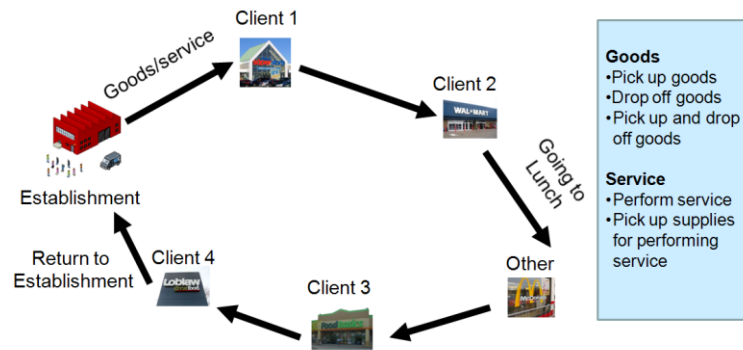 Client 1
Goods/service
Client 2
WAL★MART
Going to
Lunch
Establishment
Return to
Establishment
Client 4
Loblaw
Client 3
Other
Goods
•Pick up goods
•Drop off goods
•Pick up and drop
off goods
Service
•Perform service
•Pick up supplies
for performing
service